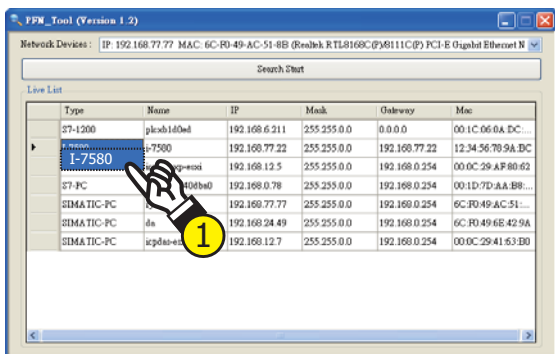 PFN_Tool (Version 1.2)
Network Devices : IP: 192.168.77.77 MAC: 6C-F0-49-AC-51-8B (Realtek RTL8168C(P)/8111C(P) PCI-E Gigabit Ethernet N
Search Start
Live List
Type Name IP Mask Gateway Mac
S7-1200 plcxb1d0ed 192.168.6.211 255.255.0.0 0.0.0.0 00:1C:06:0A:DC:...
i-7580 192.168.77.22 255.255.0.0 192.168.77.22 12:34:56:78:9A:BC
I-7580
192.168.12.5 255.255.0.0 192.168.0.254 00:0C:29:AF:80:62
S7-PC 192.168.0.78 255.255.0.0 192.168.0.254 00:1D:7D:AA:B8:...
SIMATIC-PC 192.168.77.77 255.255.0.0 192.168.0.254 6C:F0:49:AC:51:...
SIMATIC-PC da 192.168.24.49 255.255.0.0 192.168.0.254 6C:F0:49:6E:42:9A
SIMATIC-PC 192.168.12.7 255.255.0.0 192.168.0.254 00:0C:29:41:63:B0
1